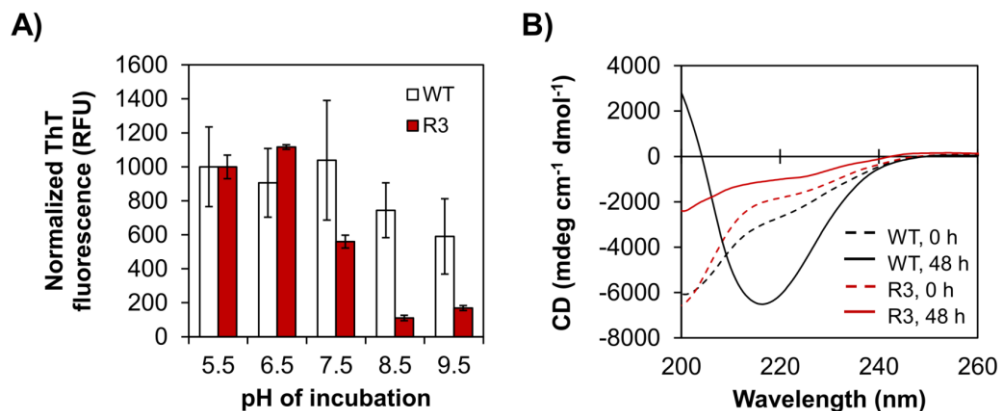 A)
B)
Normalized ThT
fluorescence (RFU)
1600
1400
1200
1000
800
600
400
200
0
WT
R3
5.5 6.5 7.5 8.5 9.5
pH of incubation
CD (mdeg cm⁻¹ dmol⁻¹)
4000
2000
0
-2000
-4000
-6000
-8000
WT, 0 h
WT, 48 h
R3, 0 h
R3, 48 h
200 220 240 260
Wavelength (nm)